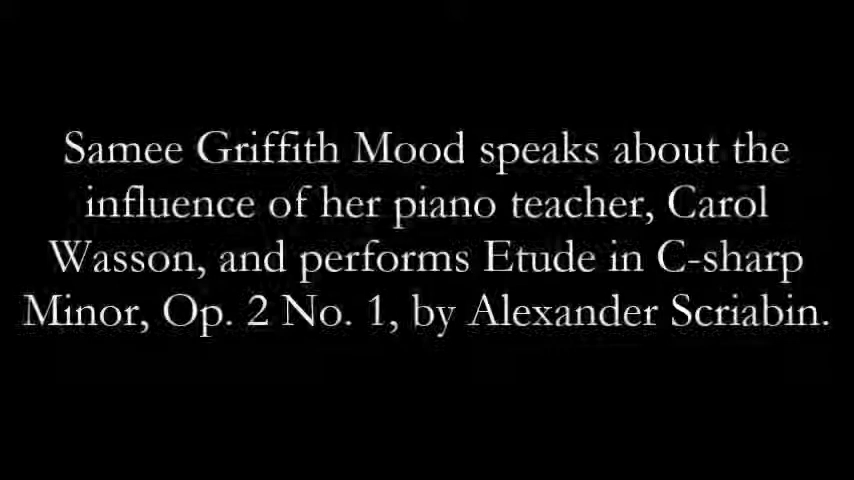 Samee Griffith Mood speaks about the
influence of her piano teacher, Carol
Wasson, and performs Etude in C-sharp
Minor, Op. 2 No. 1, by Alexander Scriabin.